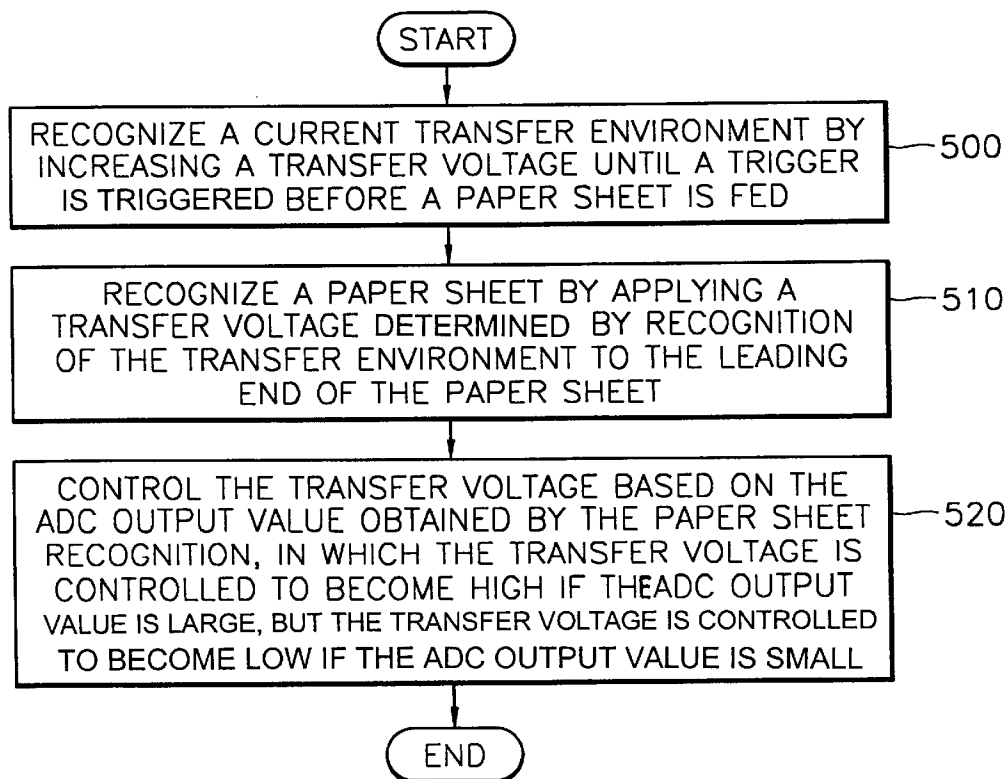 START
RECOGNIZE A CURRENT TRANSFER ENVIRONMENT BY
INCREASING A TRANSFER VOLTAGE UNTIL A TRIGGER
IS TRIGGERED BEFORE A PAPER SHEET IS FED
500
RECOGNIZE A PAPER SHEET BY APPLYING A
TRANSFER VOLTAGE DETERMINED BY RECOGNITION
OF THE TRANSFER ENVIRONMENT TO THE LEADING
END OF THE PAPER SHEET
510
CONTROL THE TRANSFER VOLTAGE BASED ON THE
ADC OUTPUT VALUE OBTAINED BY THE PAPER SHEET
RECOGNITION, IN WHICH THE TRANSFER VOLTAGE IS
CONTROLLED TO BECOME HIGH IF THEADC OUTPUT
VALUE IS LARGE, BUT THE TRANSFER VOLTAGE IS CONTROLLED
TO BECOME LOW IF THE ADC OUTPUT VALUE IS SMALL
520
END